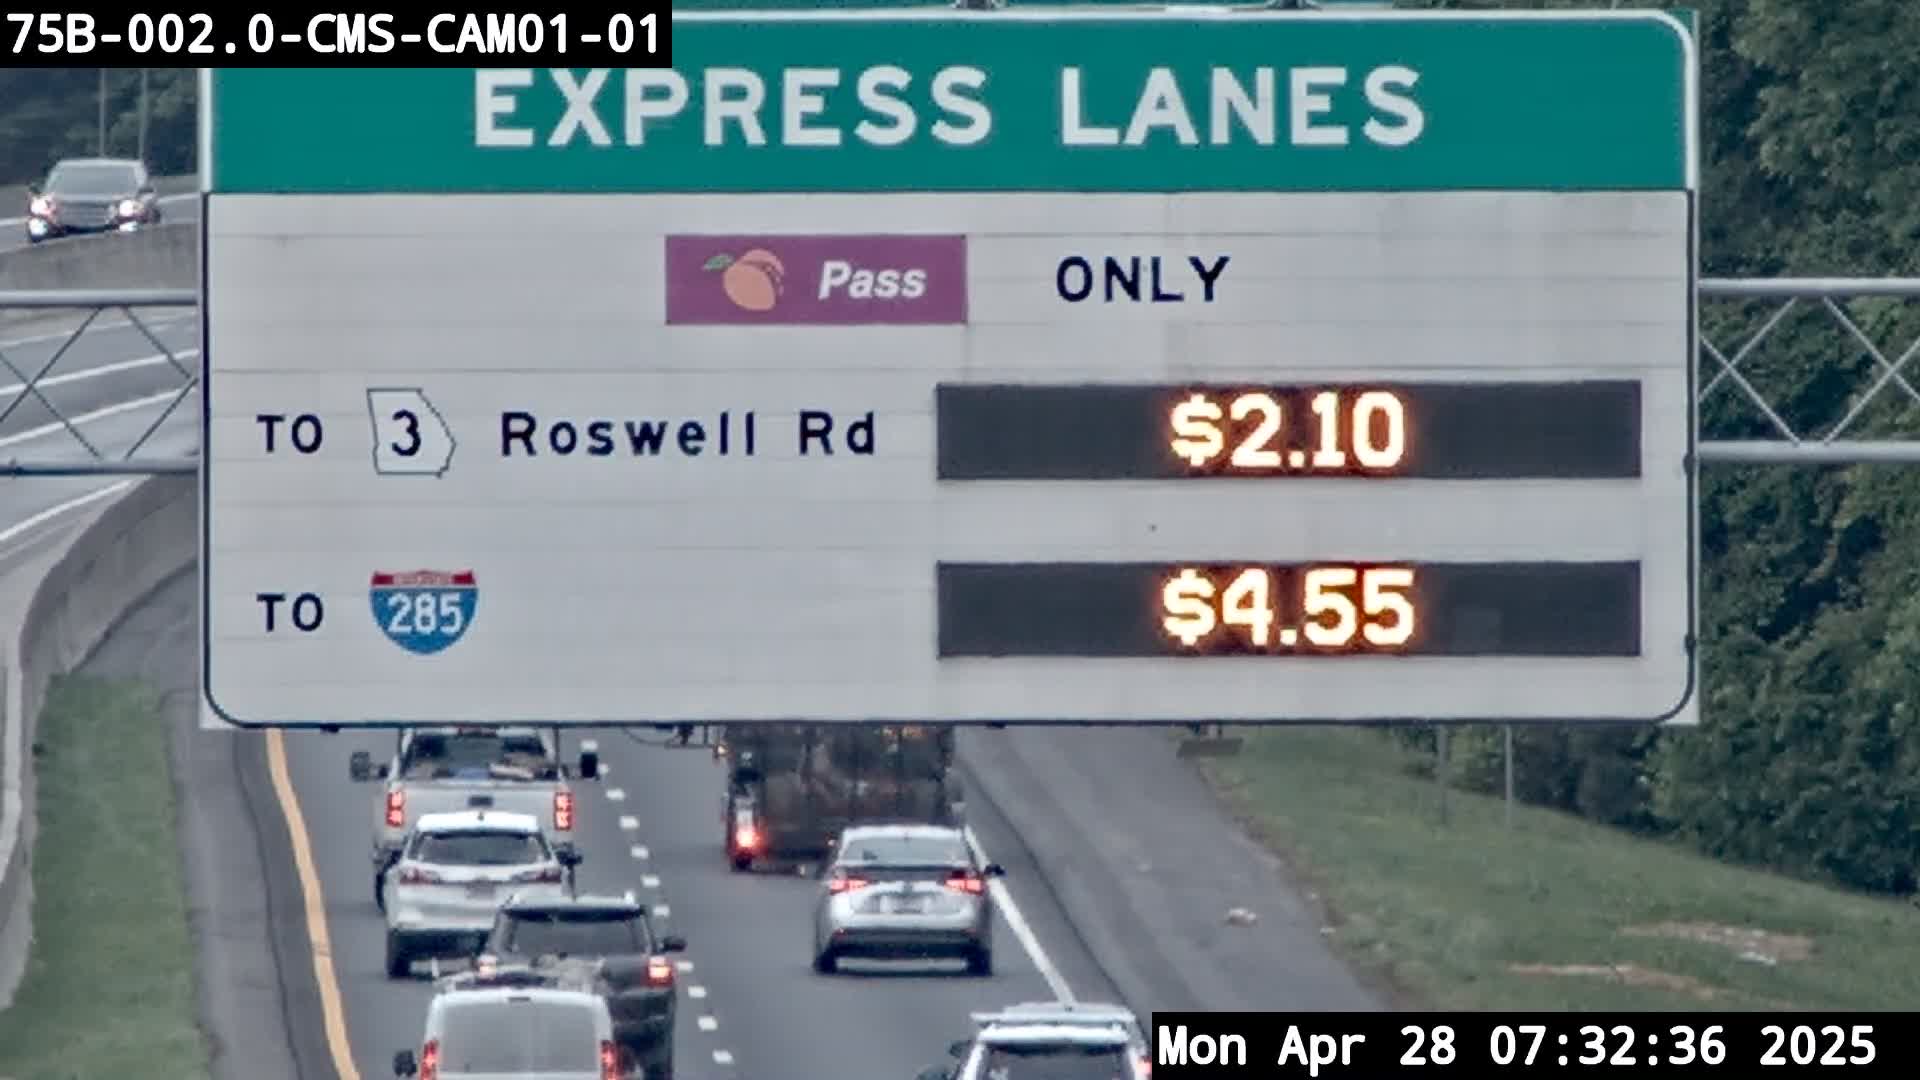 75B-002.0-CMS-CAM01-01
EXPRESS LANES
Pass ONLY
TO 3 Roswell Rd $2.10
TO 285 $4.55
Mon Apr 28 07:32:36 2025